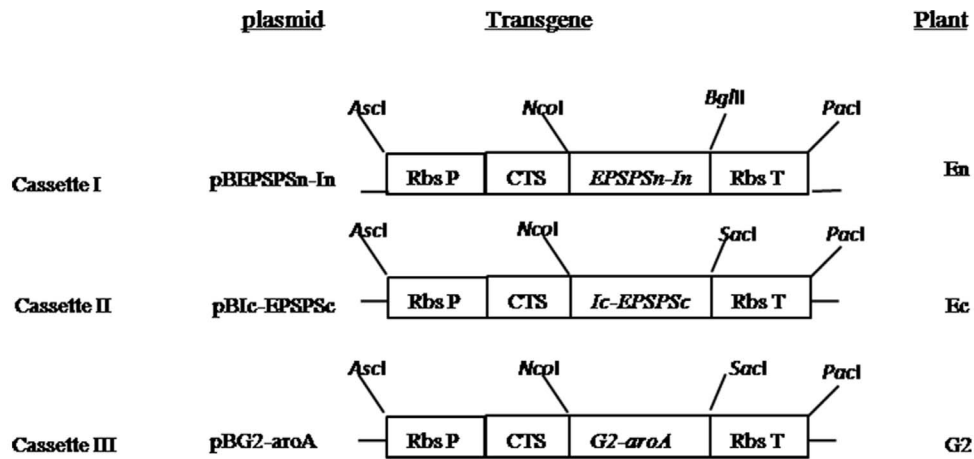 plasmid Transgene Plant
AscI NcoI BglII PacI
Cassette I pBEPSPSn-In Rbs P CTS EPSPSn-In Rbs T En
AscI NcoI SacI PacI
Cassette II pBIc-EPSPSc Rbs P CTS Ic-EPSPSc Rbs T Ec
AscI NcoI SacI PacI
Cassette III pBG2-aroA Rbs P CTS G2-aroA Rbs T G2